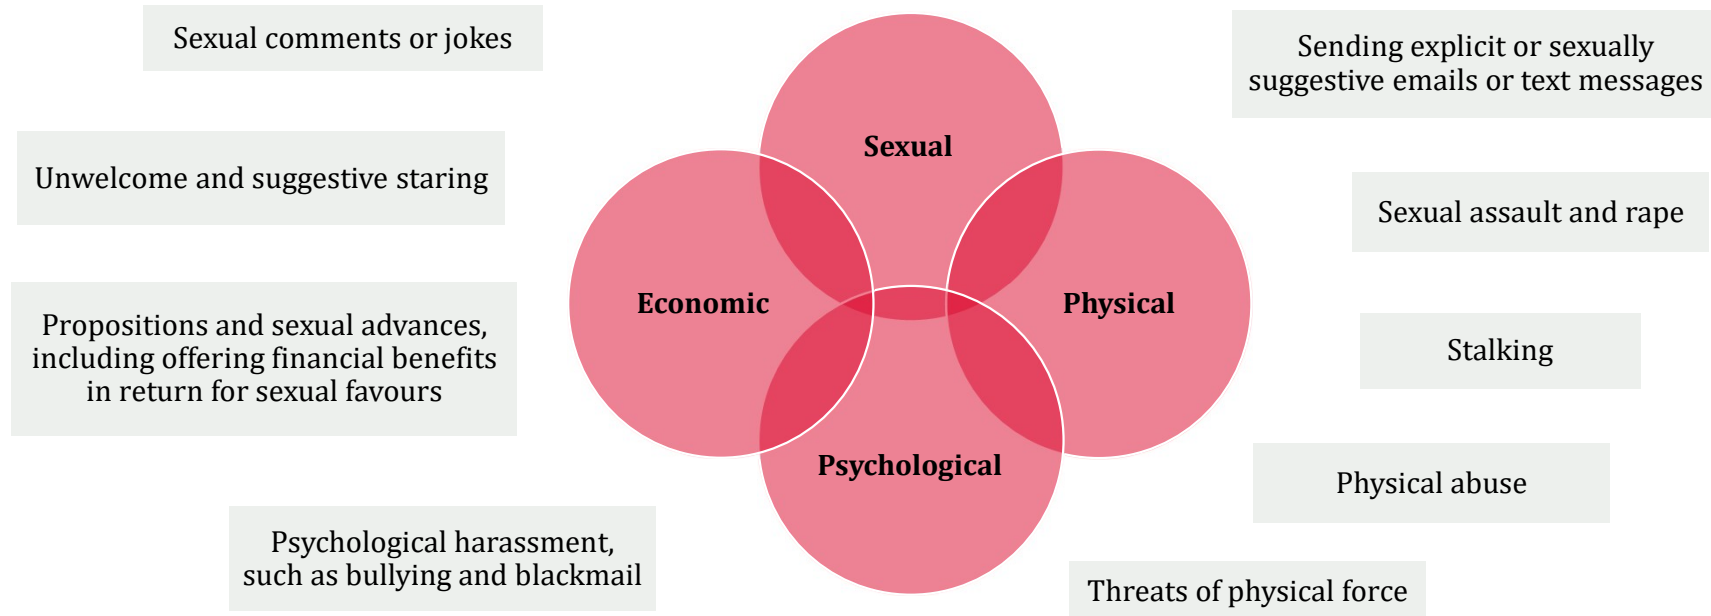 Sexual comments or jokes
Unwelcome and suggestive staring
Propositions and sexual advances,
including offering financial benefits
in return for sexual favours
Psychological harassment,
such as bullying and blackmail
Sexual
Economic
Physical
Psychological
Sending explicit or sexually
suggestive emails or text messages
Sexual assault and rape
Stalking
Physical abuse
Threats of physical force